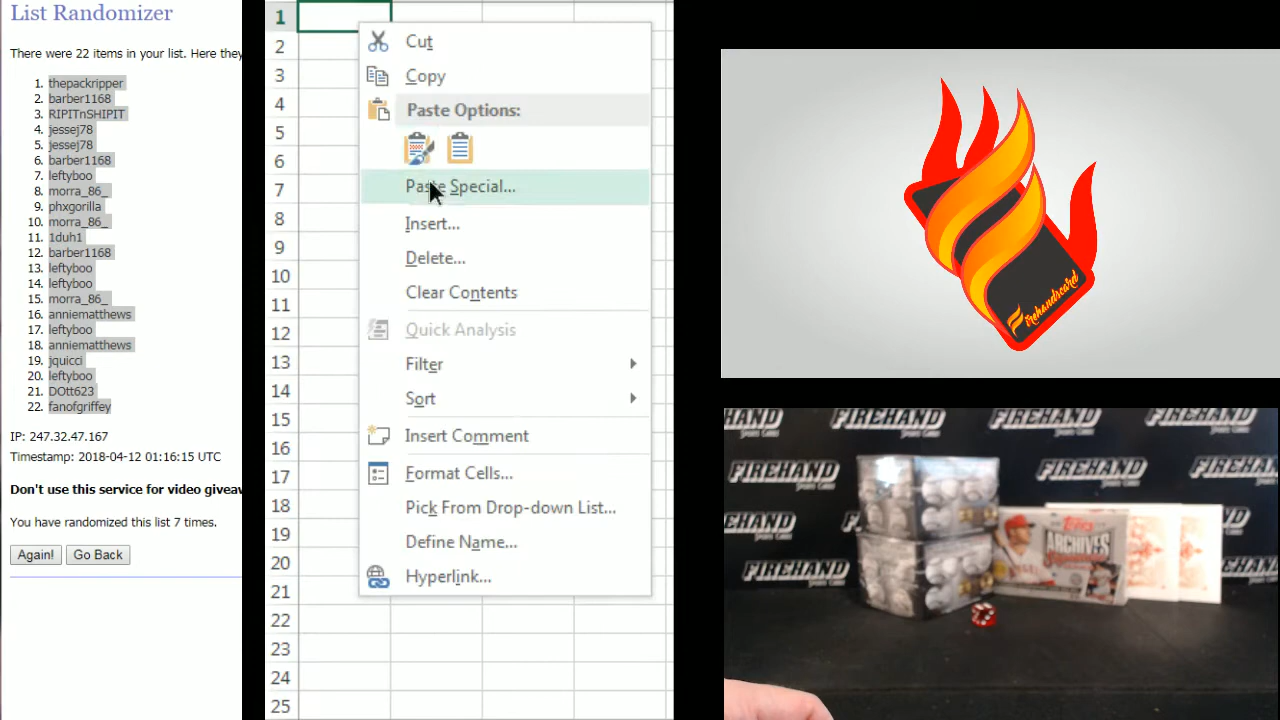 List Randomizer
There were 22 items in your list. Here they
1. thepackripper
2. barber1168
3. RIPITnSHIPIT
4. jessej78
5. jessej78
6. barber1168
7. leftyboo
8. morra_86_
9. phxgorilla
10. morra_86_
11. 1duh1
12. barber1168
13. leftyboo
14. leftyboo
15. morra_86_
16. anniematthews
17. leftyboo
18. anniematthews
19. jquicci
20. leftyboo
21. DOtt623
22. fanofgriffey
IP: 247.32.47.167
Timestamp: 2018-04-12 01:16:15 UTC
Don't use this service for video giveaw
You have randomized this list 7 times.
Again! Go Back
1
2
3
4
5
6
7
8
9
10
11
12
13
14
15
16
17
18
19
20
21
22
23
24
25
Cut
Copy
Paste Options:
Paste Special...
Insert...
Delete...
Clear Contents
Quick Analysis
Filter
Sort
Insert Comment
Format Cells...
Pick From Drop-down List...
Define Name...
Hyperlink...
Firehandscard
FIREHAND
FIREHAND
FIREHAND
FIREHAND
FIREHAND
FIREHAND
FIREHAND
FIREHAND
Topps
ARCHIVES